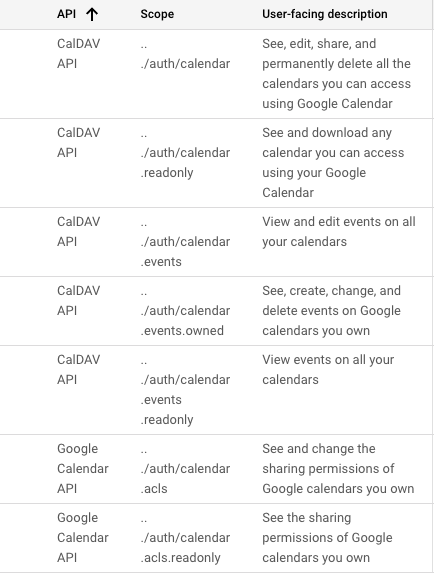 API ↑ Scope User-facing description
CalDAV .. See, edit, share, and
API ./auth/calendar permanently delete all the
calendars you can access
using Google Calendar
CalDAV .. See and download any
API ./auth/calendar calendar you can access
.readonly using your Google
Calendar
CalDAV .. View and edit events on all
API ./auth/calendar your calendars
.events
CalDAV .. See, create, change, and
API ./auth/calendar delete events on Google
.events.owned calendars you own
CalDAV .. View events on all your
API ./auth/calendar calendars
.events
.readonly
Google .. See and change the
Calendar ./auth/calendar sharing permissions of
API .acls Google calendars you own
Google .. See the sharing
Calendar ./auth/calendar permissions of Google
API .acls.readonly calendars you own